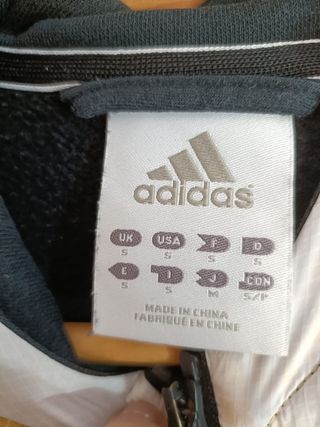 adidas
UK USA F D
S S S S
E I J CDN
S S M S/P
MADE IN CHINA
FABRIQUÉ EN CHINE